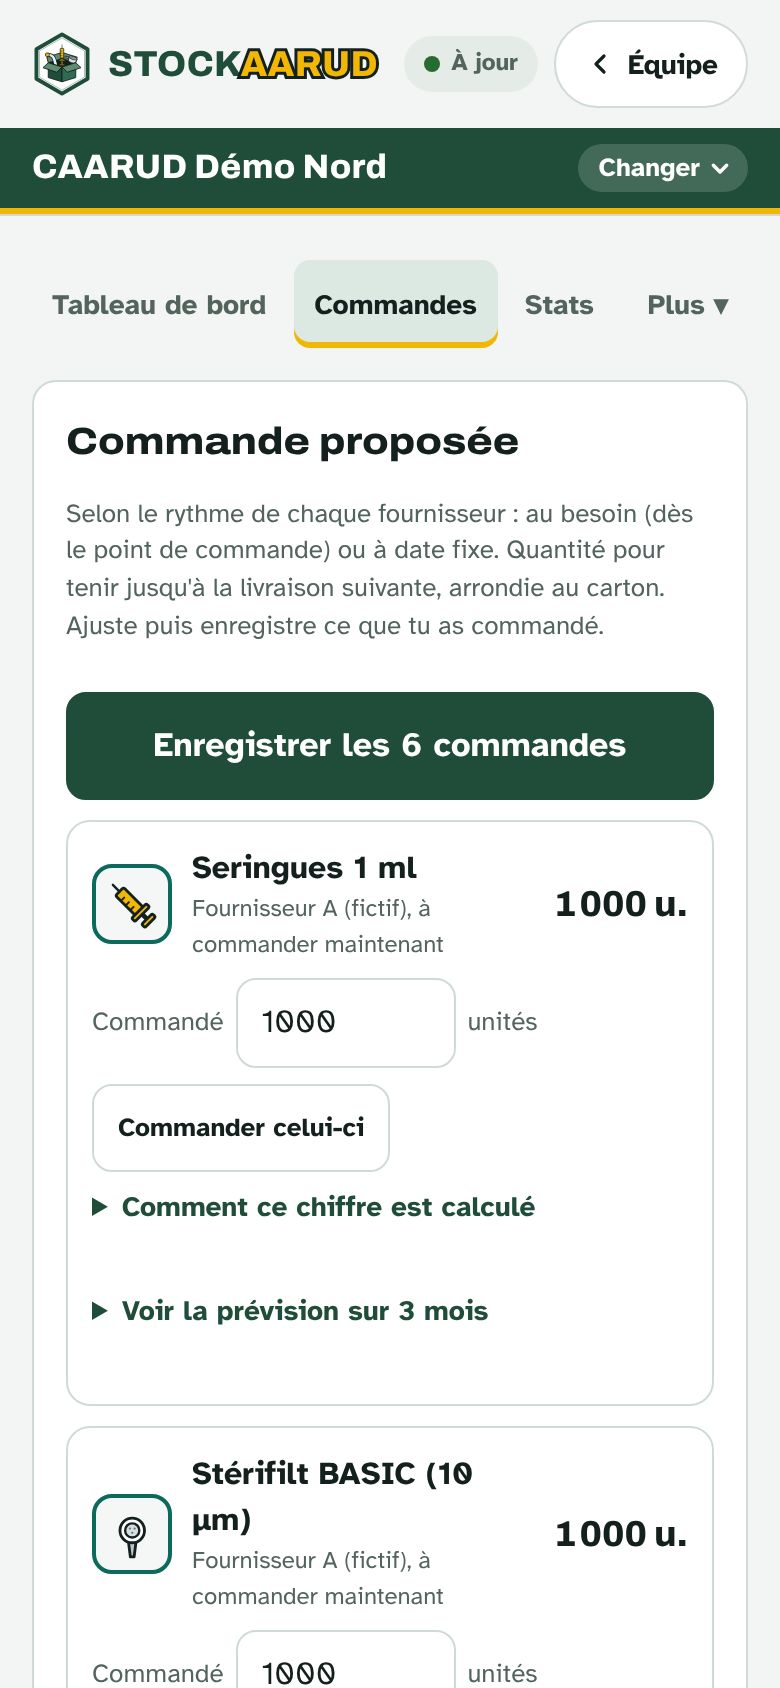 STOCKAARUD
À jour
Équipe
CAARUD Démo Nord
Changer
Tableau de bord
Commandes
Stats
Plus ▼
Commande proposée
Selon le rythme de chaque fournisseur : au besoin (dès
le point de commande) ou à date fixe. Quantité pour
tenir jusqu'à la livraison suivante, arrondie au carton.
Ajuste puis enregistre ce que tu as commandé.
Enregistrer les 6 commandes
Seringues 1 ml
Fournisseur A (fictif), à
commander maintenant
1 000 u.
Commandé
1000
unités
Commander celui-ci
▶ Comment ce chiffre est calculé
▶ Voir la prévision sur 3 mois
Stérifilt BASIC (10
µm)
Fournisseur A (fictif), à
commander maintenant
1 000 u.
Commandé
1000
unités